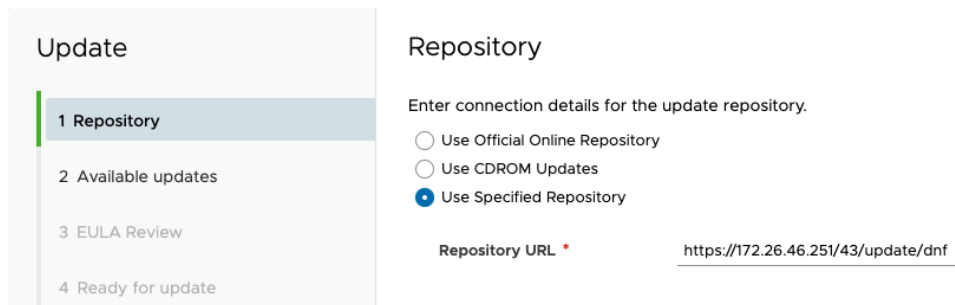 Update
1 Repository
2 Available updates
3 EULA Review
4 Ready for update
Repository
Enter connection details for the update repository.
Use Official Online Repository
Use CDROM Updates
Use Specified Repository
Repository URL * https://172.26.46.251/43/update/dnf